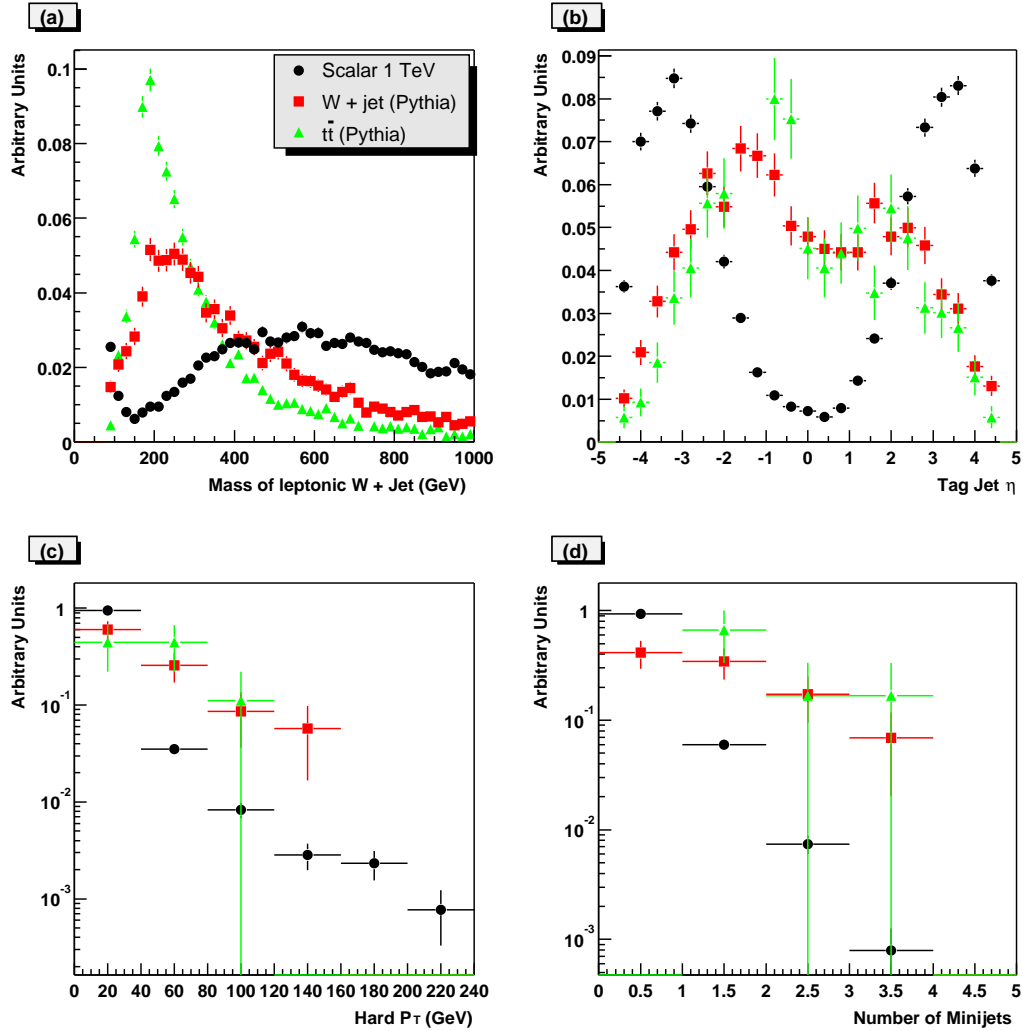 (a)
Arbitrary Units
0.1
0.08
0.06
0.04
0.02
0
Scalar 1 TeV
W + jet (Pythia)
tt̄ (Pythia)
0 200 400 600 800 1000
Mass of leptonic W + Jet (GeV)
(b)
Arbitrary Units
0.09
0.08
0.07
0.06
0.05
0.04
0.03
0.02
0.01
0
-5 -4 -3 -2 -1 0 1 2 3 4 5
Tag Jet η
(c)
Arbitrary Units
1
10⁻¹
10⁻²
10⁻³
0 20 40 60 80 100 120 140 160 180 200 220 240
Hard P_T (GeV)
(d)
Arbitrary Units
1
10⁻¹
10⁻²
10⁻³
0 0.5 1 1.5 2 2.5 3 3.5 4 4.5 5
Number of Minijets